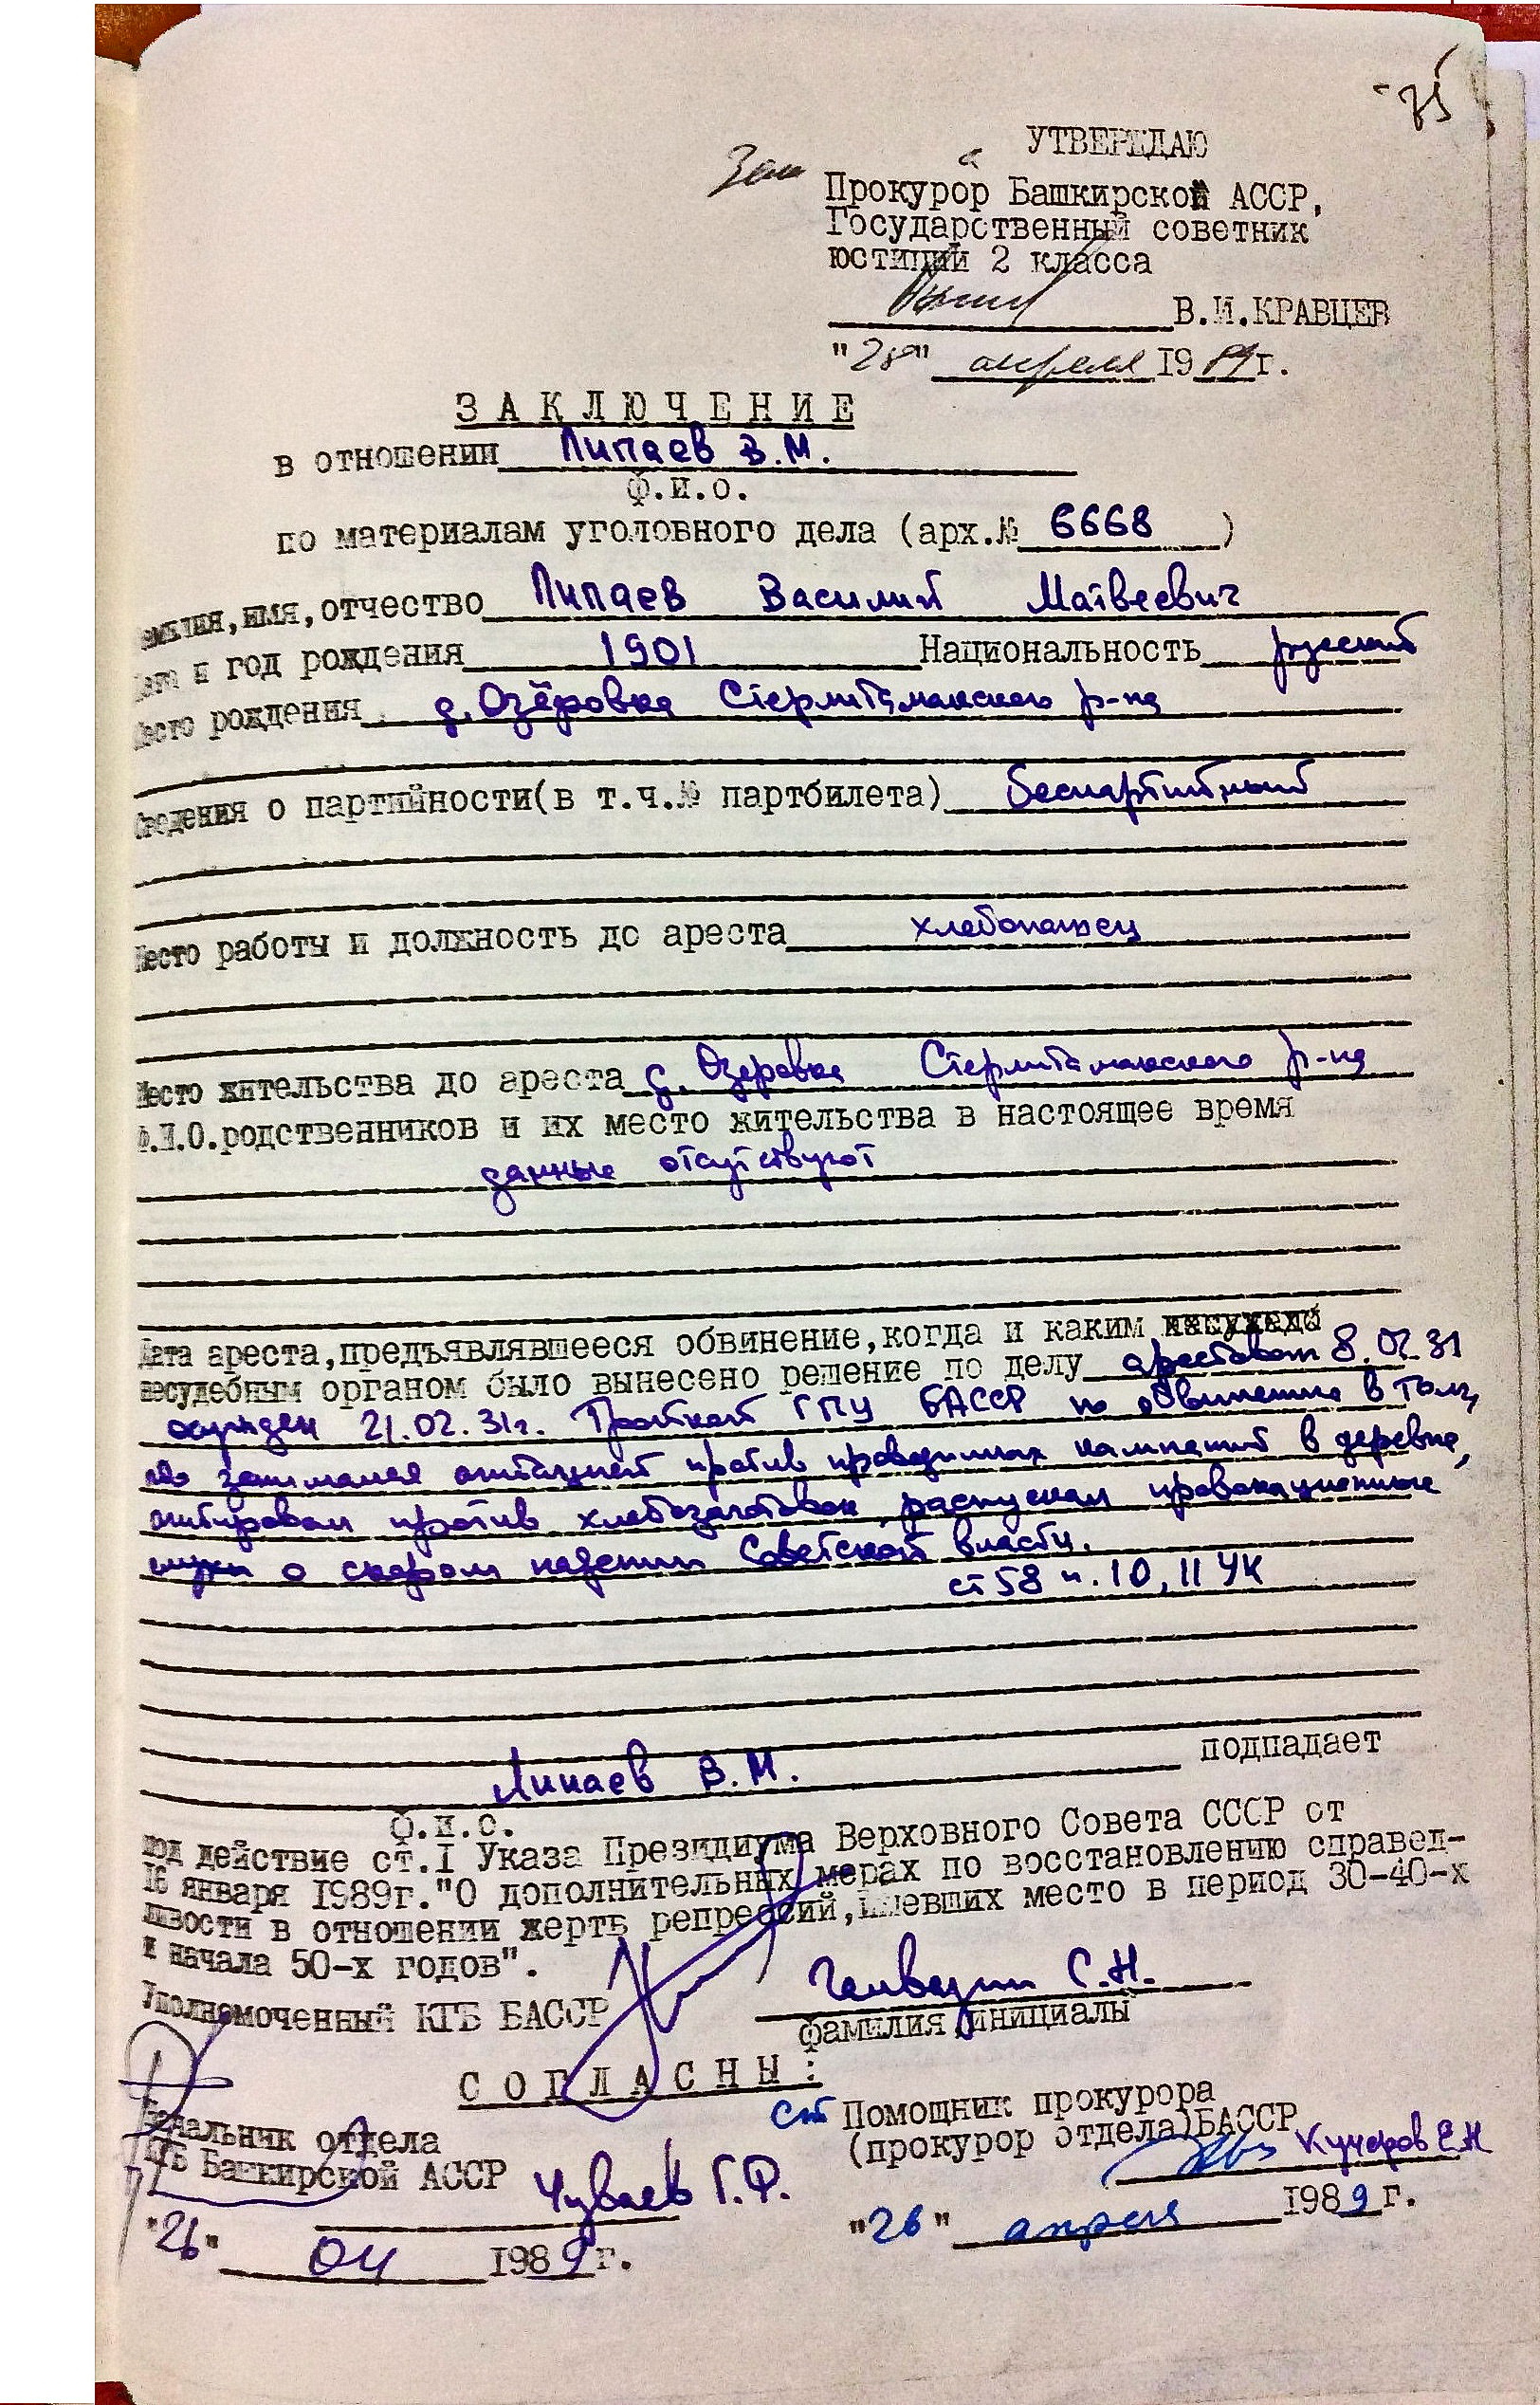 75
УТВЕРЖДАЮ
Зам Прокурора Башкирской АССР,
Государственный советник
юстиции 2 класса
В.И.КРАВЦЕВ
"28" апреля 1989г.
ЗАКЛЮЧЕНИЕ
в отношении Липаев В.М.
Ф.И.О.
по материалам уголовного дела (арх.№ 6668)
Фамилия,имя,отчество Липаев Василий Матвеевич
Дата и год рождения 1901 Национальность русский
Место рождения д. Озёровка Стерлитамакского р-на
Сведения о партийности(в т.ч.№ партбилета) беспартийный
Место работы и должность до ареста хлебопашец
Место жительства до ареста д. Озеровка Стерлитамакского р-на
Ф.И.О.родственников и их место жительства в настоящее время
данные отсутствуют
Дата ареста,предъявлявшееся обвинение,когда и каким
несудебным органом было вынесено решение по делу арестован 8.02.31
осужден 21.02.31г. Тройкой ГПУ БАССР по обвинению в том,
что занимался агитацией против проводимых кампаний в деревне,
агитировал против хлебозаготовок, распускал провокационные
слухи о скором падении Советской власти.
ст 58 п. 10, 11 УК
Липаев В.М. подпадает
Ф.И.О.
под действие ст.I Указа Президиума Верховного Совета СССР от
16 января 1989г."О дополнительных мерах по восстановлению справед-
ливости в отношении жертв репрессий,имевших место в период 30-40-х
и начала 50-х годов".
Уполномоченный КГБ БАССР С.Н.
фамилия,инициалы
СОГЛАСНЫ:
Начальник отдела
КГБ Башкирской АССР Чуваев Г.Ф.
"26" 04 1989г.
ст Помощник прокурора
(прокурор отдела)БАССР Кучеров Е.Н
"26" апреля 1989г.